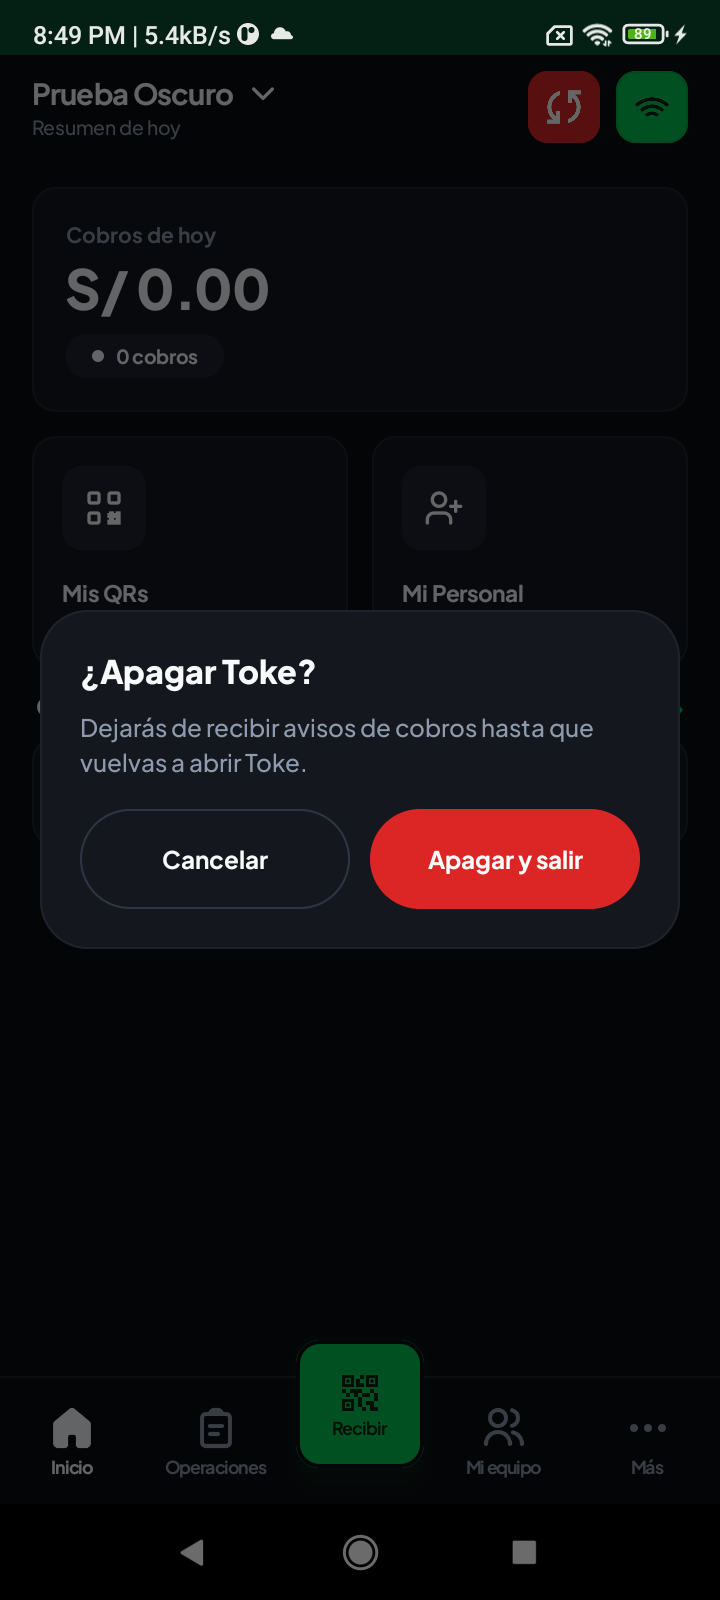 8:49 PM | 5.4kB/s
89
Prueba Oscuro
Resumen de hoy
Cobros de hoy
S/ 0.00
0 cobros
Mis QRs
Mi Personal
¿Apagar Toke?
Dejarás de recibir avisos de cobros hasta que
vuelvas a abrir Toke.
Cancelar
Apagar y salir
Recibir
Inicio
Operaciones
Mi equipo
Más